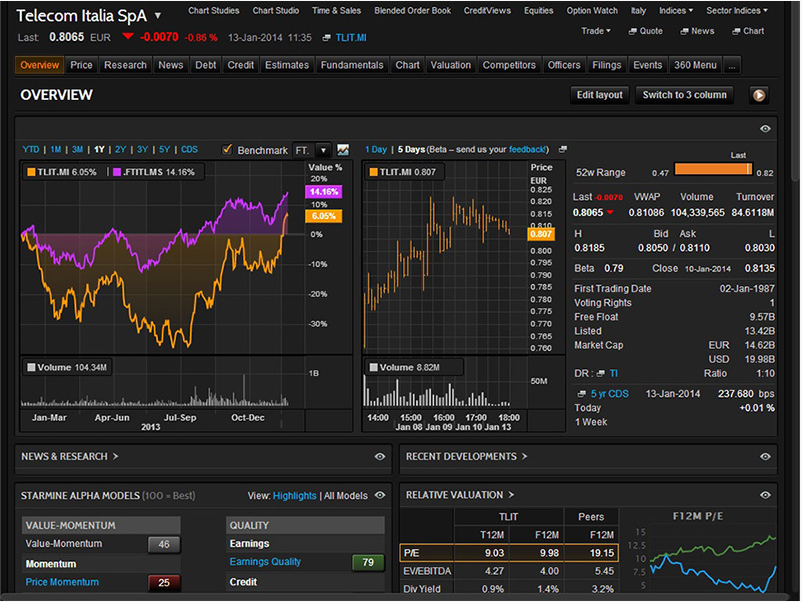 Telecom Italia SpA ▼
Chart Studies Chart Studio Time & Sales Blended Order Book CreditViews Equities Option Watch Italy Indices ▾ Sector Indices ▾
Last: 0.8065 EUR ▼ -0.0070 -0.86 % 13-Jan-2014 11:35 TLIT.MI
Trade ▾ Quote News Chart
Overview Price Research News Debt Credit Estimates Fundamentals Chart Valuation Competitors Officers Filings Events 360 Menu ...
OVERVIEW
Edit layout Switch to 3 column
YTD | 1M | 3M | 1Y | 2Y | 3Y | 5Y | CDS Benchmark FT. ▼
TLIT.MI 6.05% .FTITLMS 14.16%
Value %
20%
14.16%
10%
6.05%
0%
-10%
-20%
-30%
Volume 104.34M
1B
Jan-Mar Apr-Jun Jul-Sep Oct-Dec
2013
1 Day | 5 Days (Beta – send us your feedback!)
TLIT.MI 0.807
Price
EUR
0.825
0.820
0.815
0.810
0.807
0.800
0.795
0.790
0.785
0.780
0.775
0.770
0.765
0.760
Volume 8.82M
50M
14:00 15:00 16:00 17:00 18:00
Jan 08 Jan 09 Jan 10 Jan 13
Last
52w Range 0.47 0.82
Last -0.0070 VWAP Volume Turnover
0.8065 0.81086 104,339,565 84.6118M
H Bid Ask L
0.8185 0.8050 / 0.8110 0.8030
Beta 0.79 Close 10-Jan-2014 0.8135
First Trading Date 02-Jan-1987
Voting Rights 1
Free Float 9.57B
Listed 13.42B
Market Cap EUR 14.62B
USD 19.98B
DR : TI Ratio 1:10
5 yr CDS 13-Jan-2014 237.680 bps
Today +0.01 %
1 Week
NEWS & RESEARCH >
RECENT DEVELOPMENTS >
STARMINE ALPHA MODELS (100 = Best) View: Highlights | All Models
VALUE-MOMENTUM
Value-Momentum 46
Momentum
Price Momentum 25
QUALITY
Earnings
Earnings Quality 79
Credit
RELATIVE VALUATION >
TLIT Peers
T12M F12M F12M
P/E 9.03 9.98 19.15
EV/EBITDA 4.27 4.00 5.45
Div Yield 0.9% 1.4% 3.2%
F12M P/E
15
12.5
10
7.5
5